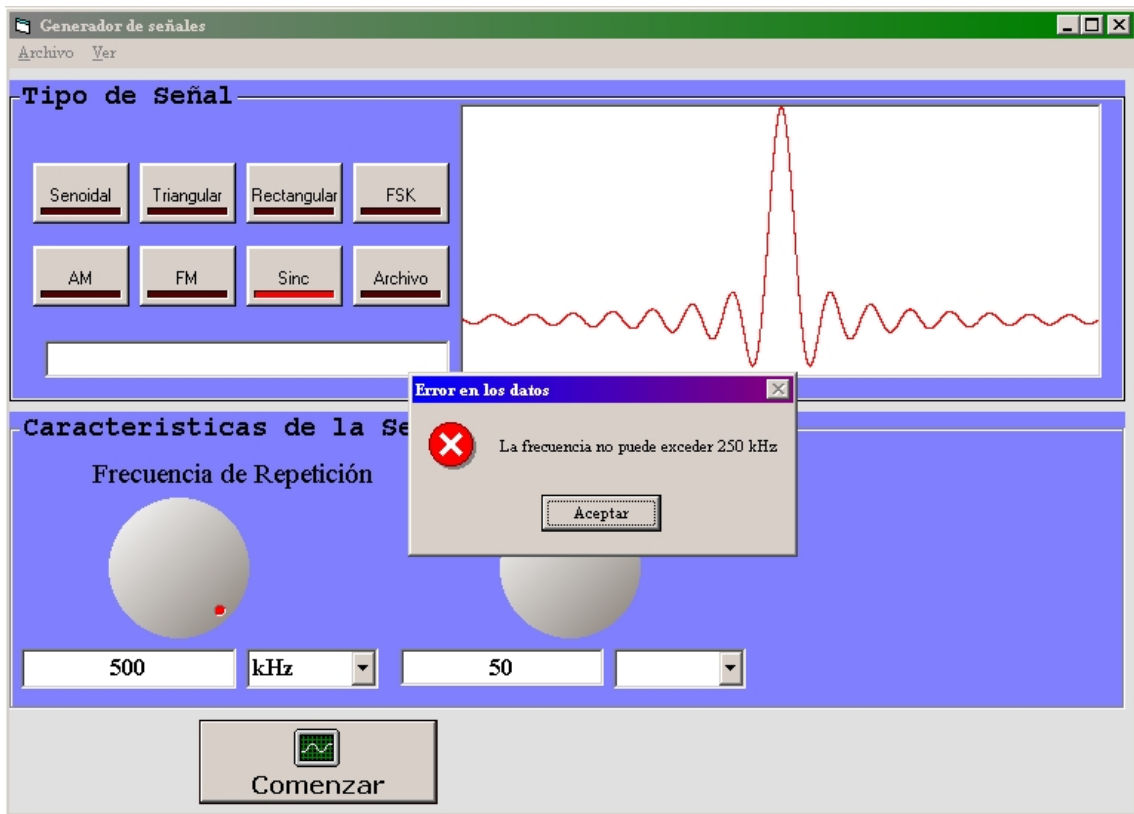 Generador de señales
Archivo Ver
Tipo de Señal
Senoidal Triangular Rectangular FSK
AM FM Sinc Archivo
Error en los datos
La frecuencia no puede exceder 250 kHz
Aceptar
Caracteristicas de la
Frecuencia de Repetición
500 kHz 50
Comenzar